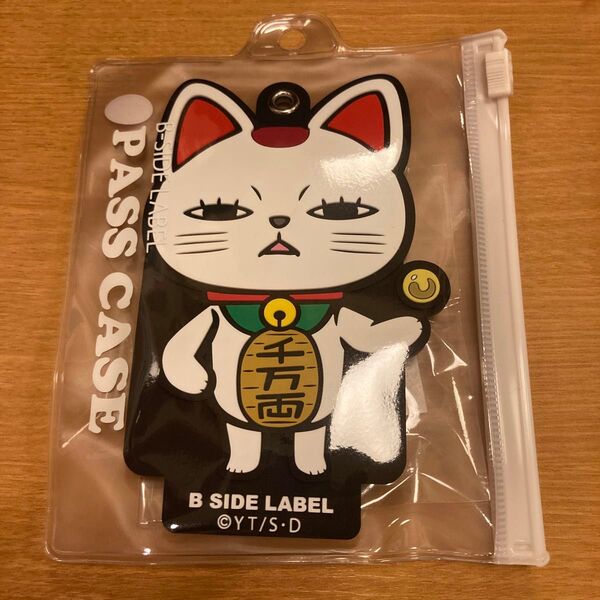 B-SIDE LABEL
PASS CASE
千万両
B SIDE LABEL
©YT/S·D